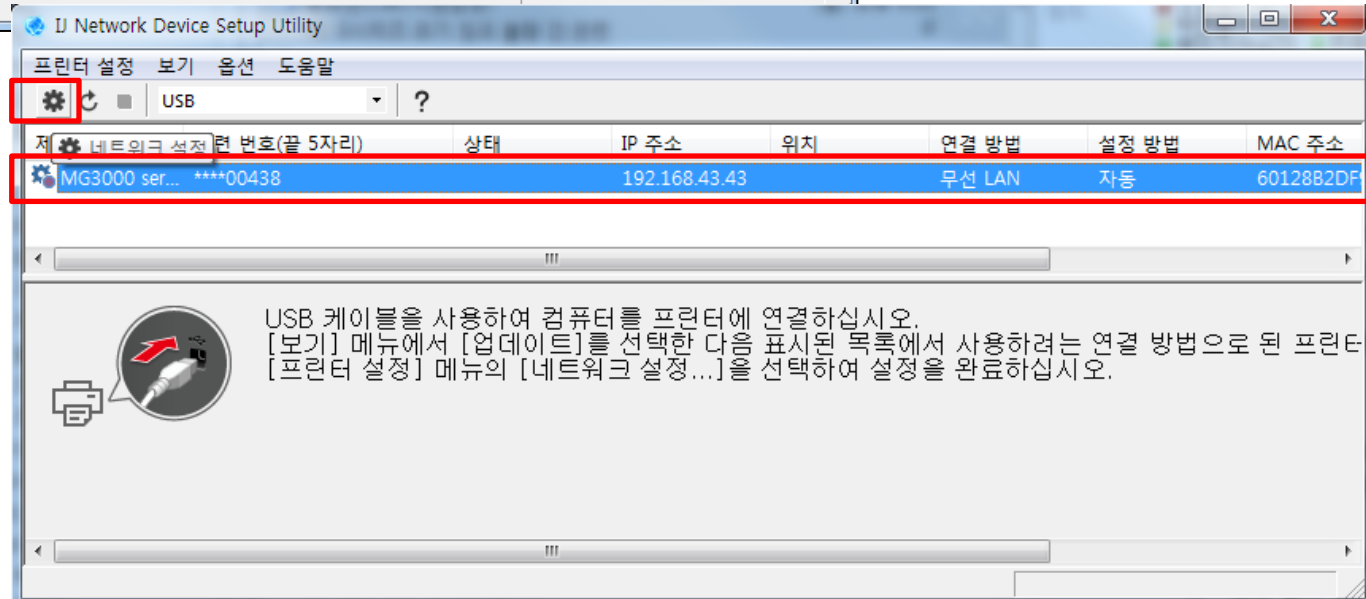 IJ Network Device Setup Utility
프린터 설정 보기 옵션 도움말
USB ?
제 련 번호(끝 5자리) 상태 IP 주소 위치 연결 방법 설정 방법 MAC 주소
네트워크 설정
MG3000 ser... ****00438 192.168.43.43 무선 LAN 자동 60128B2DF
USB 케이블을 사용하여 컴퓨터를 프린터에 연결하십시오.
[보기] 메뉴에서 [업데이트]를 선택한 다음 표시된 목록에서 사용하려는 연결 방법으로 된 프린터
[프린터 설정] 메뉴의 [네트워크 설정...]을 선택하여 설정을 완료하십시오.